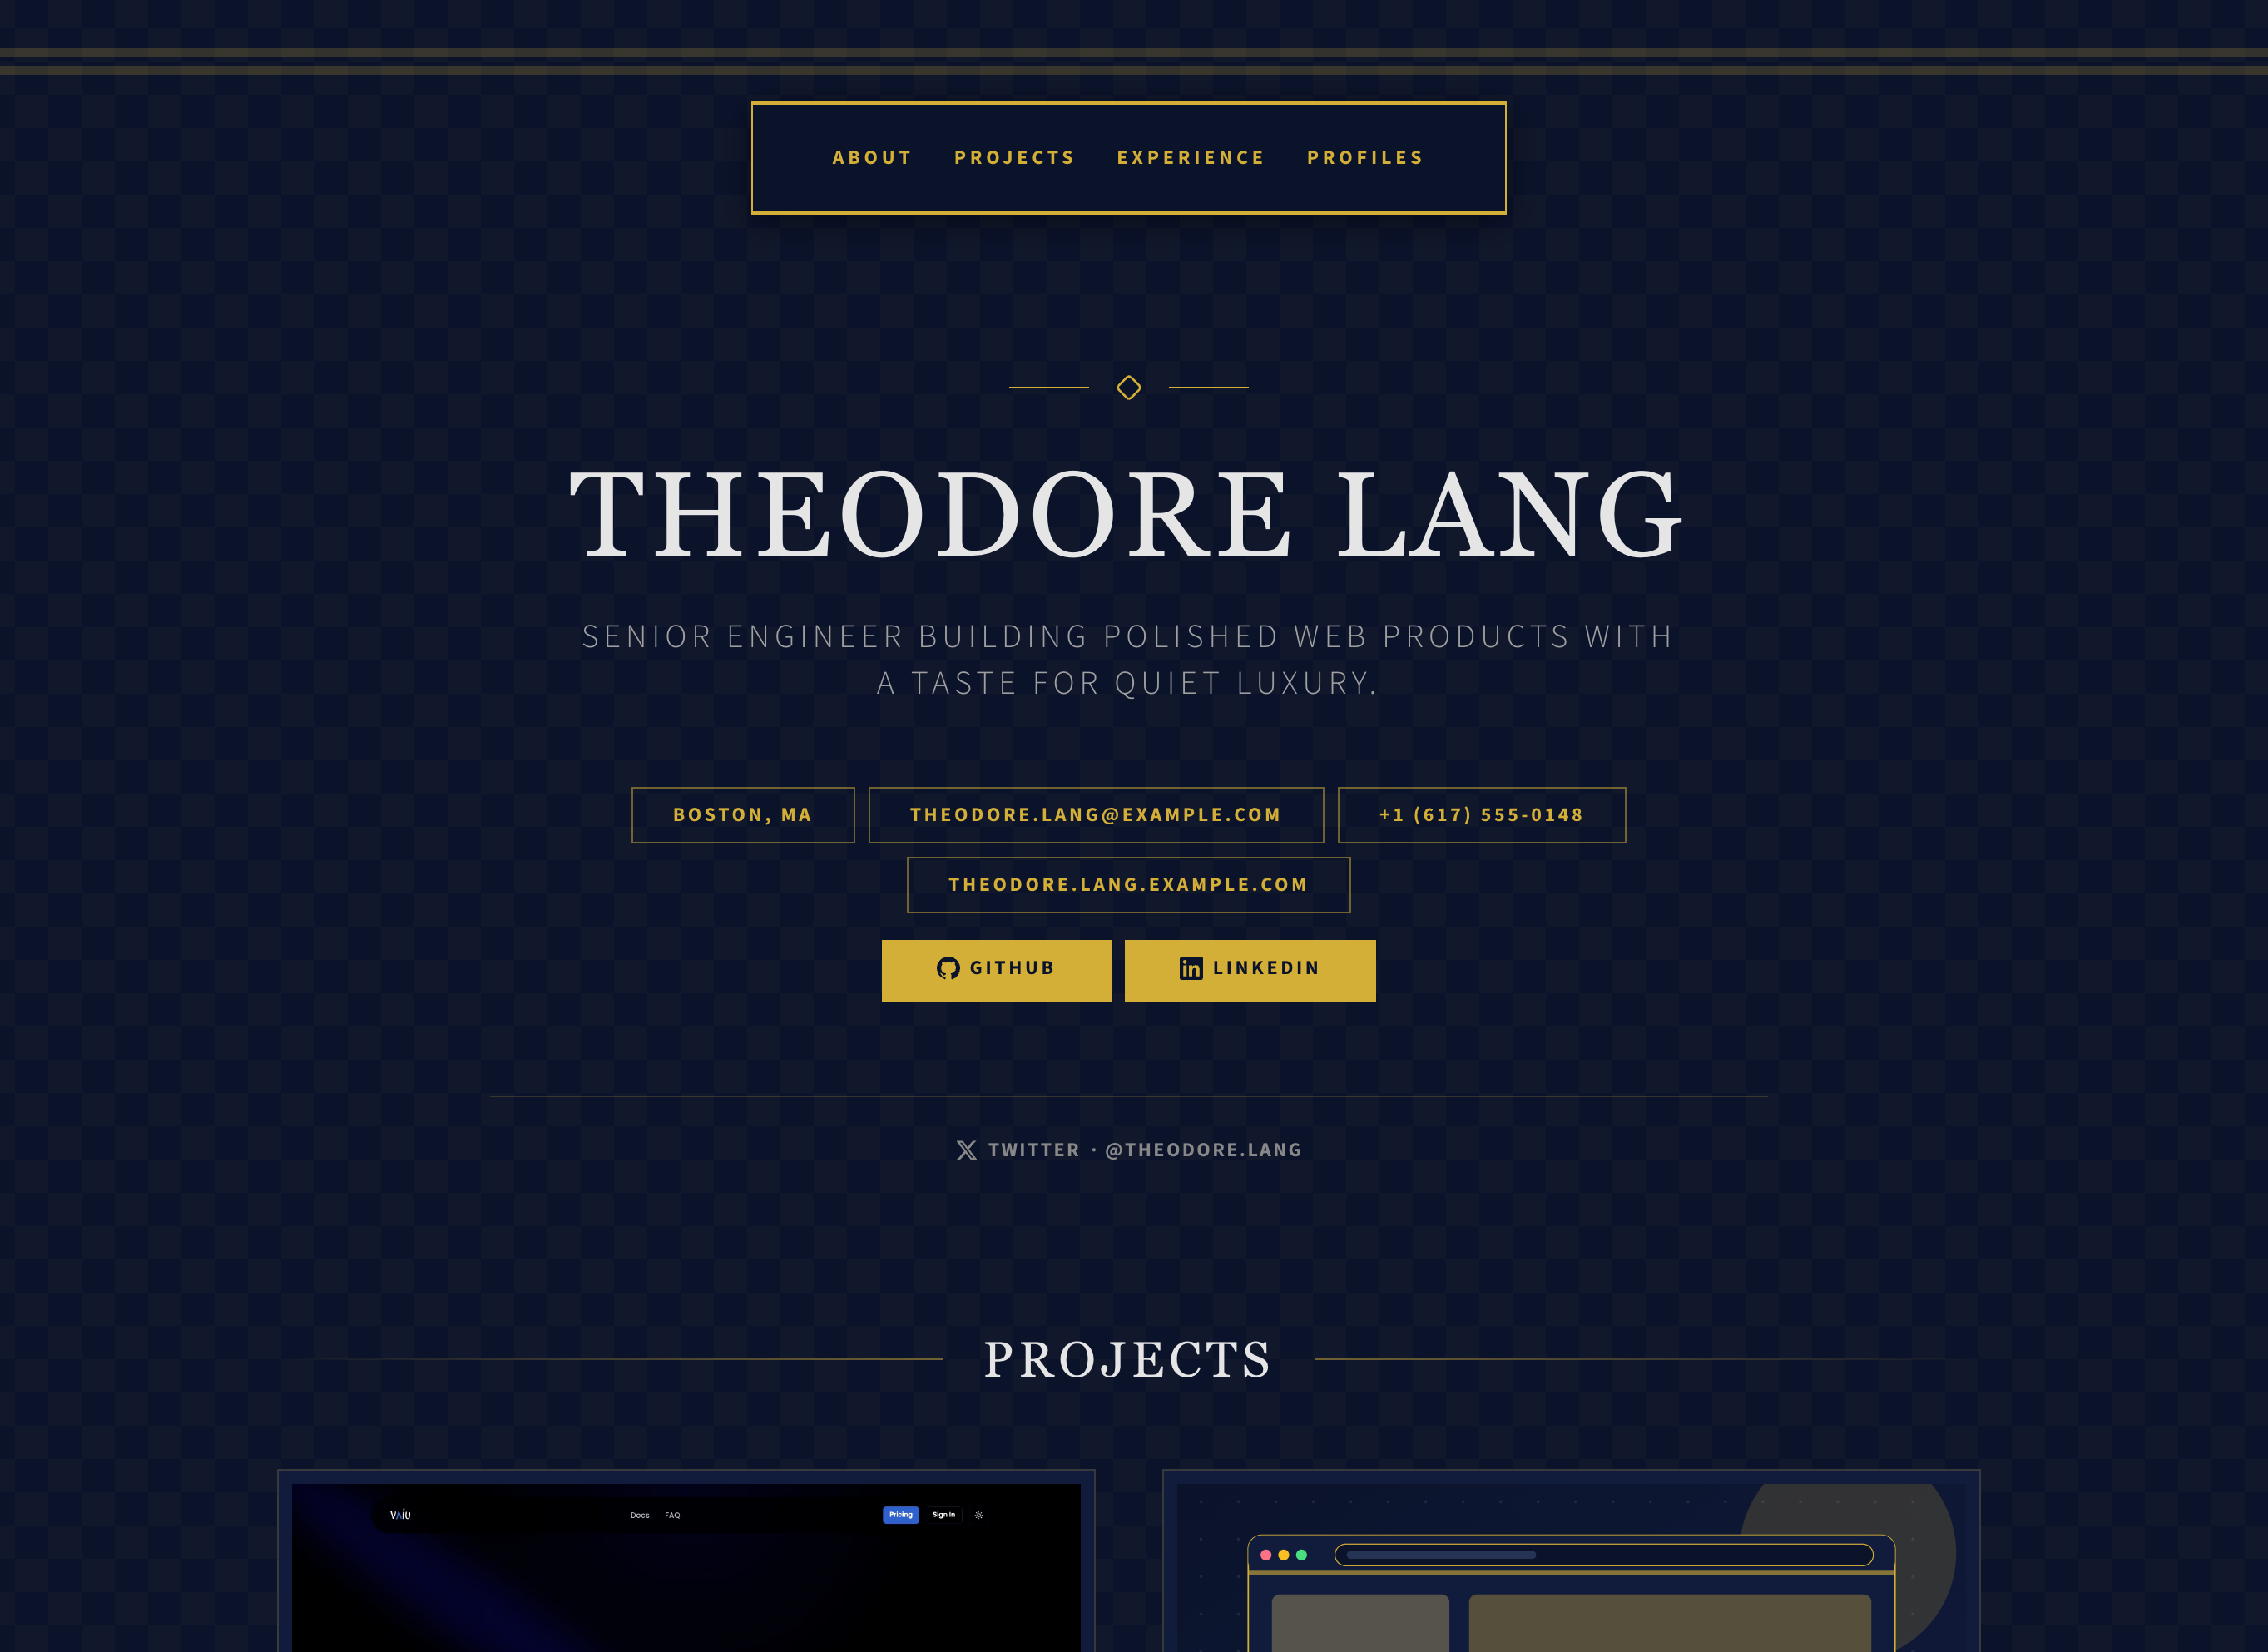 ABOUT PROJECTS EXPERIENCE PROFILES
THEODORE LANG
SENIOR ENGINEER BUILDING POLISHED WEB PRODUCTS WITH
A TASTE FOR QUIET LUXURY.
BOSTON, MA THEODORE.LANG@EXAMPLE.COM +1 (617) 555-0148
THEODORE.LANG.EXAMPLE.COM
GITHUB LINKEDIN
TWITTER · @THEODORE.LANG
PROJECTS
Docs FAQ Pricing Sign In